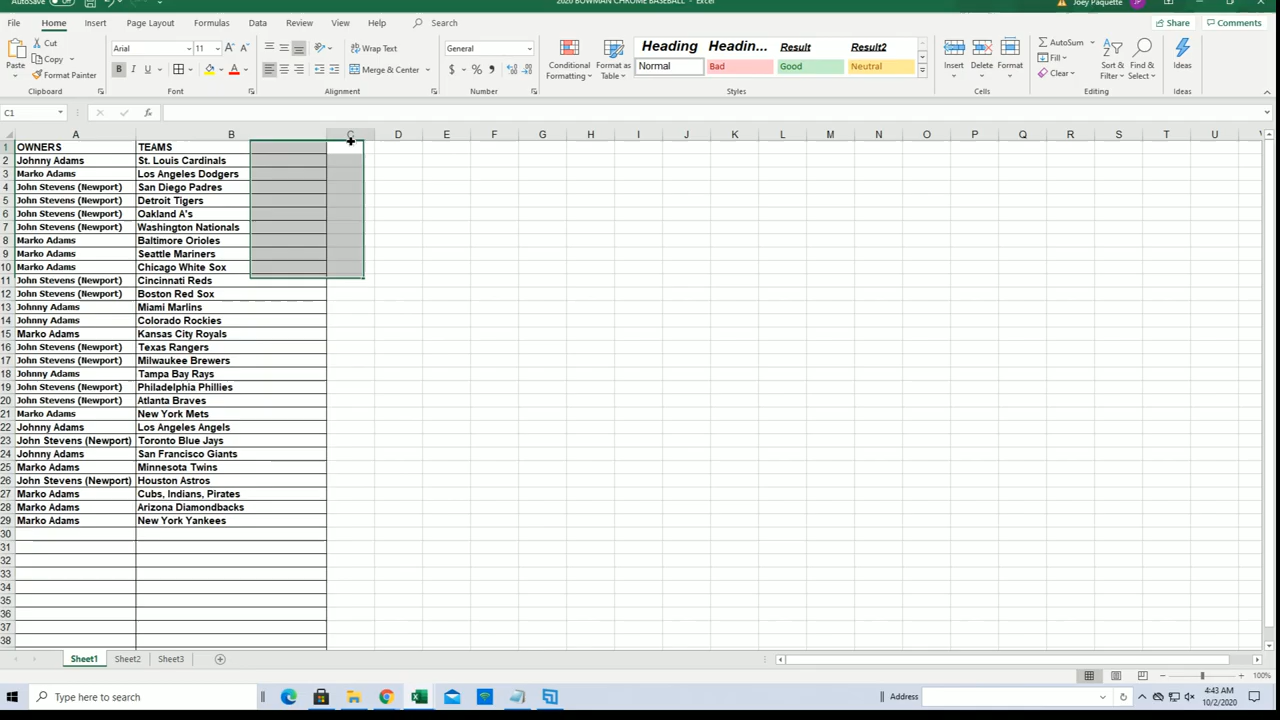 AutoSave Off
2020 BOWMAN CHROME BASEBALL - Excel
Joey Paquette
JP
File Home Insert Page Layout Formulas Data Review View Help Search
Share Comments
Paste Cut Copy Format Painter
Arial 11
B I U A
Wrap Text
Merge & Center
General
$ % ,
Conditional Formatting Format as Table
Heading Headin... Result Result2
Normal Bad Good Neutral
Insert Delete Format
AutoSum Fill Clear
Sort & Filter Find & Select
Ideas
Clipboard Font Alignment Number Styles Cells Editing Ideas
C1 fx
A B C D E F G H I J K L M N O P Q R S T U
1 OWNERS TEAMS
2 Johnny Adams St. Louis Cardinals
3 Marko Adams Los Angeles Dodgers
4 John Stevens (Newport) San Diego Padres
5 John Stevens (Newport) Detroit Tigers
6 John Stevens (Newport) Oakland A's
7 John Stevens (Newport) Washington Nationals
8 Marko Adams Baltimore Orioles
9 Marko Adams Seattle Mariners
10 Marko Adams Chicago White Sox
11 John Stevens (Newport) Cincinnati Reds
12 John Stevens (Newport) Boston Red Sox
13 Johnny Adams Miami Marlins
14 Johnny Adams Colorado Rockies
15 Marko Adams Kansas City Royals
16 John Stevens (Newport) Texas Rangers
17 John Stevens (Newport) Milwaukee Brewers
18 Johnny Adams Tampa Bay Rays
19 John Stevens (Newport) Philadelphia Phillies
20 John Stevens (Newport) Atlanta Braves
21 Marko Adams New York Mets
22 Johnny Adams Los Angeles Angels
23 John Stevens (Newport) Toronto Blue Jays
24 Johnny Adams San Francisco Giants
25 Marko Adams Minnesota Twins
26 John Stevens (Newport) Houston Astros
27 Marko Adams Cubs, Indians, Pirates
28 Marko Adams Arizona Diamondbacks
29 Marko Adams New York Yankees
30
31
32
33
34
35
36
37
38
Sheet1 Sheet2 Sheet3
100%
Type here to search
Address
4:43 AM
10/2/2020